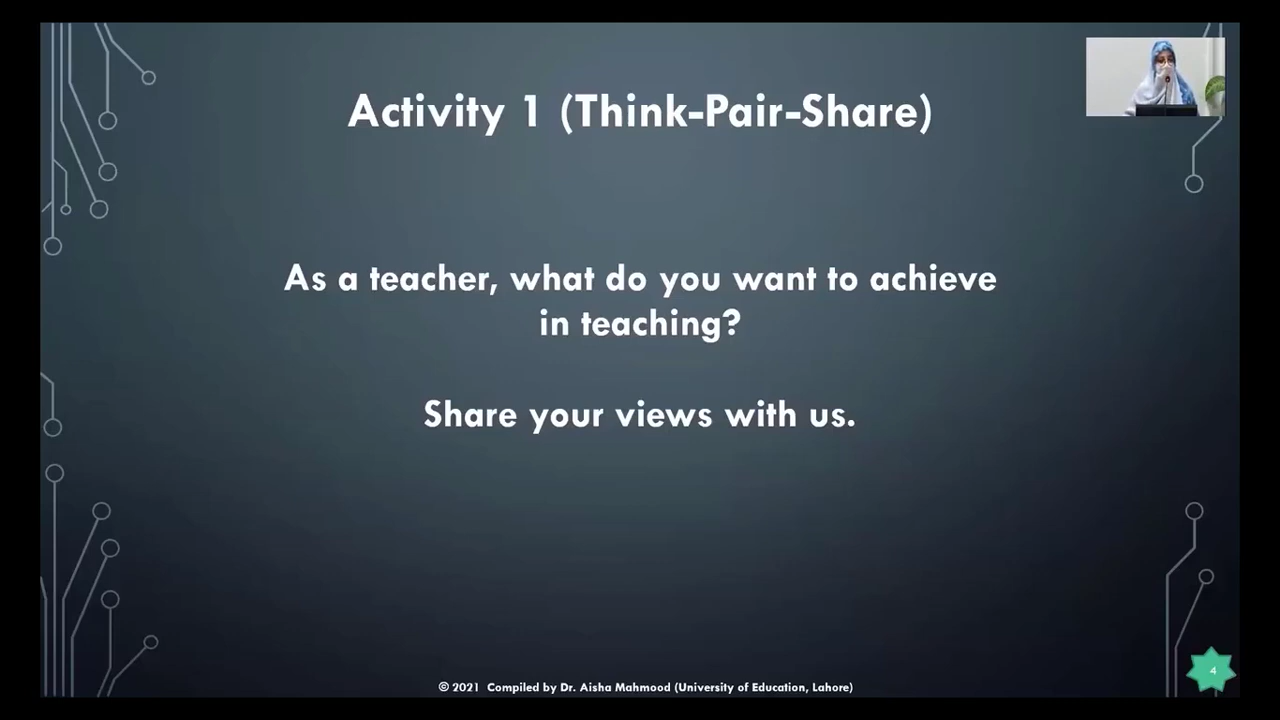 Activity 1 (Think-Pair-Share)
As a teacher, what do you want to achieve
in teaching?
Share your views with us.
© 2021 Compiled by Dr. Aisha Mahmood (University of Education, Lahore)
4